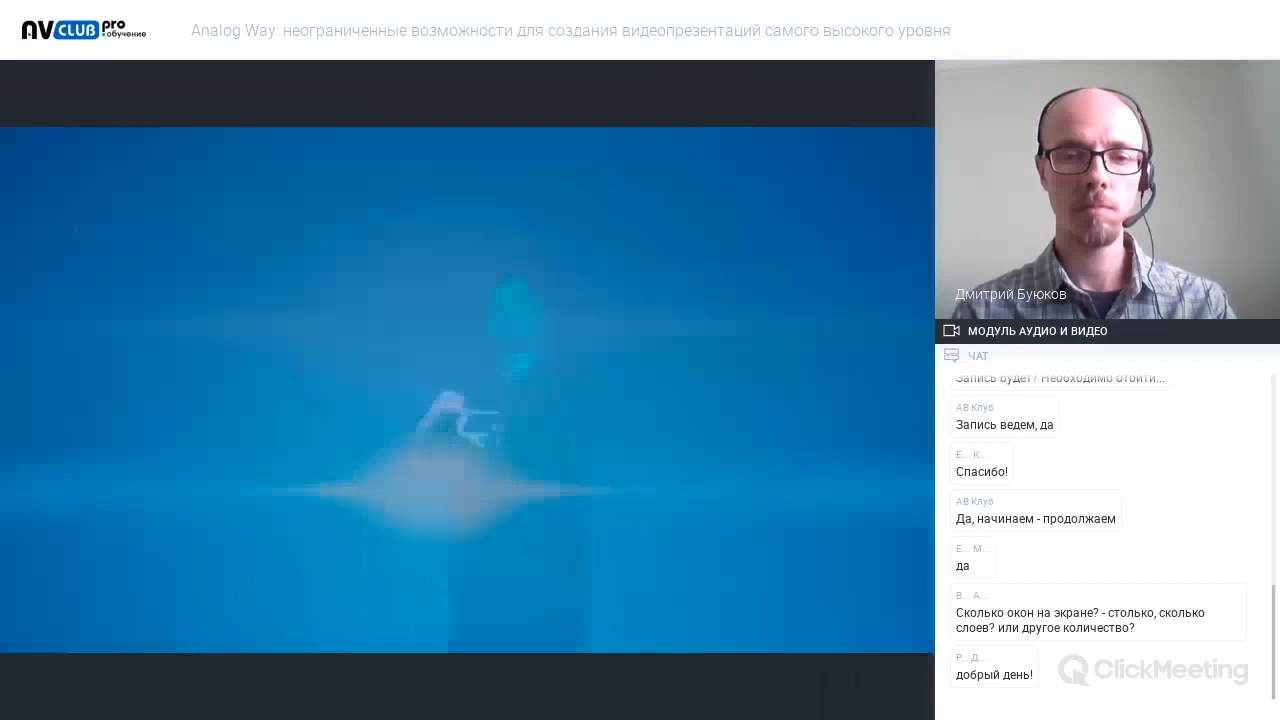 AVCLUB pro
обучение
Analog Way: неограниченные возможности для создания видеопрезентаций самого высокого уровня
Дмитрий Буюков
МОДУЛЬ АУДИО И ВИДЕО
ЧАТ
Запись будет? Необходимо отойти...
АВ Клуб
Запись ведем, да
Е... К...
Спасибо!
АВ Клуб
Да, начинаем - продолжаем
Е... М...
да
В... А...
Сколько окон на экране? - столько, сколько
слоев? или другое количество?
Р... Д...
добрый день!
ClickMeeting